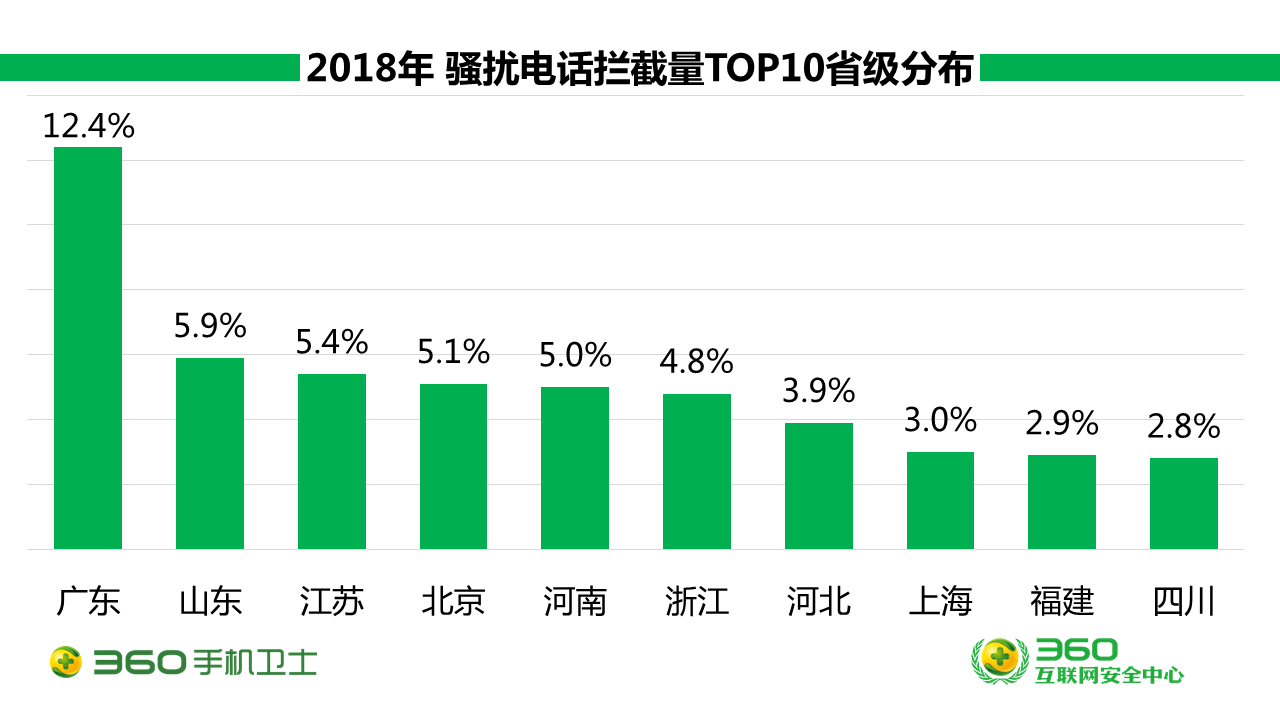 2018年 骚扰电话拦截量TOP10省级分布
12.4%
5.9%
5.4%
5.1%
5.0%
4.8%
3.9%
3.0%
2.9%
2.8%
广东
山东
江苏
北京
河南
浙江
河北
上海
福建
四川
360手机卫士
360
互联网安全中心